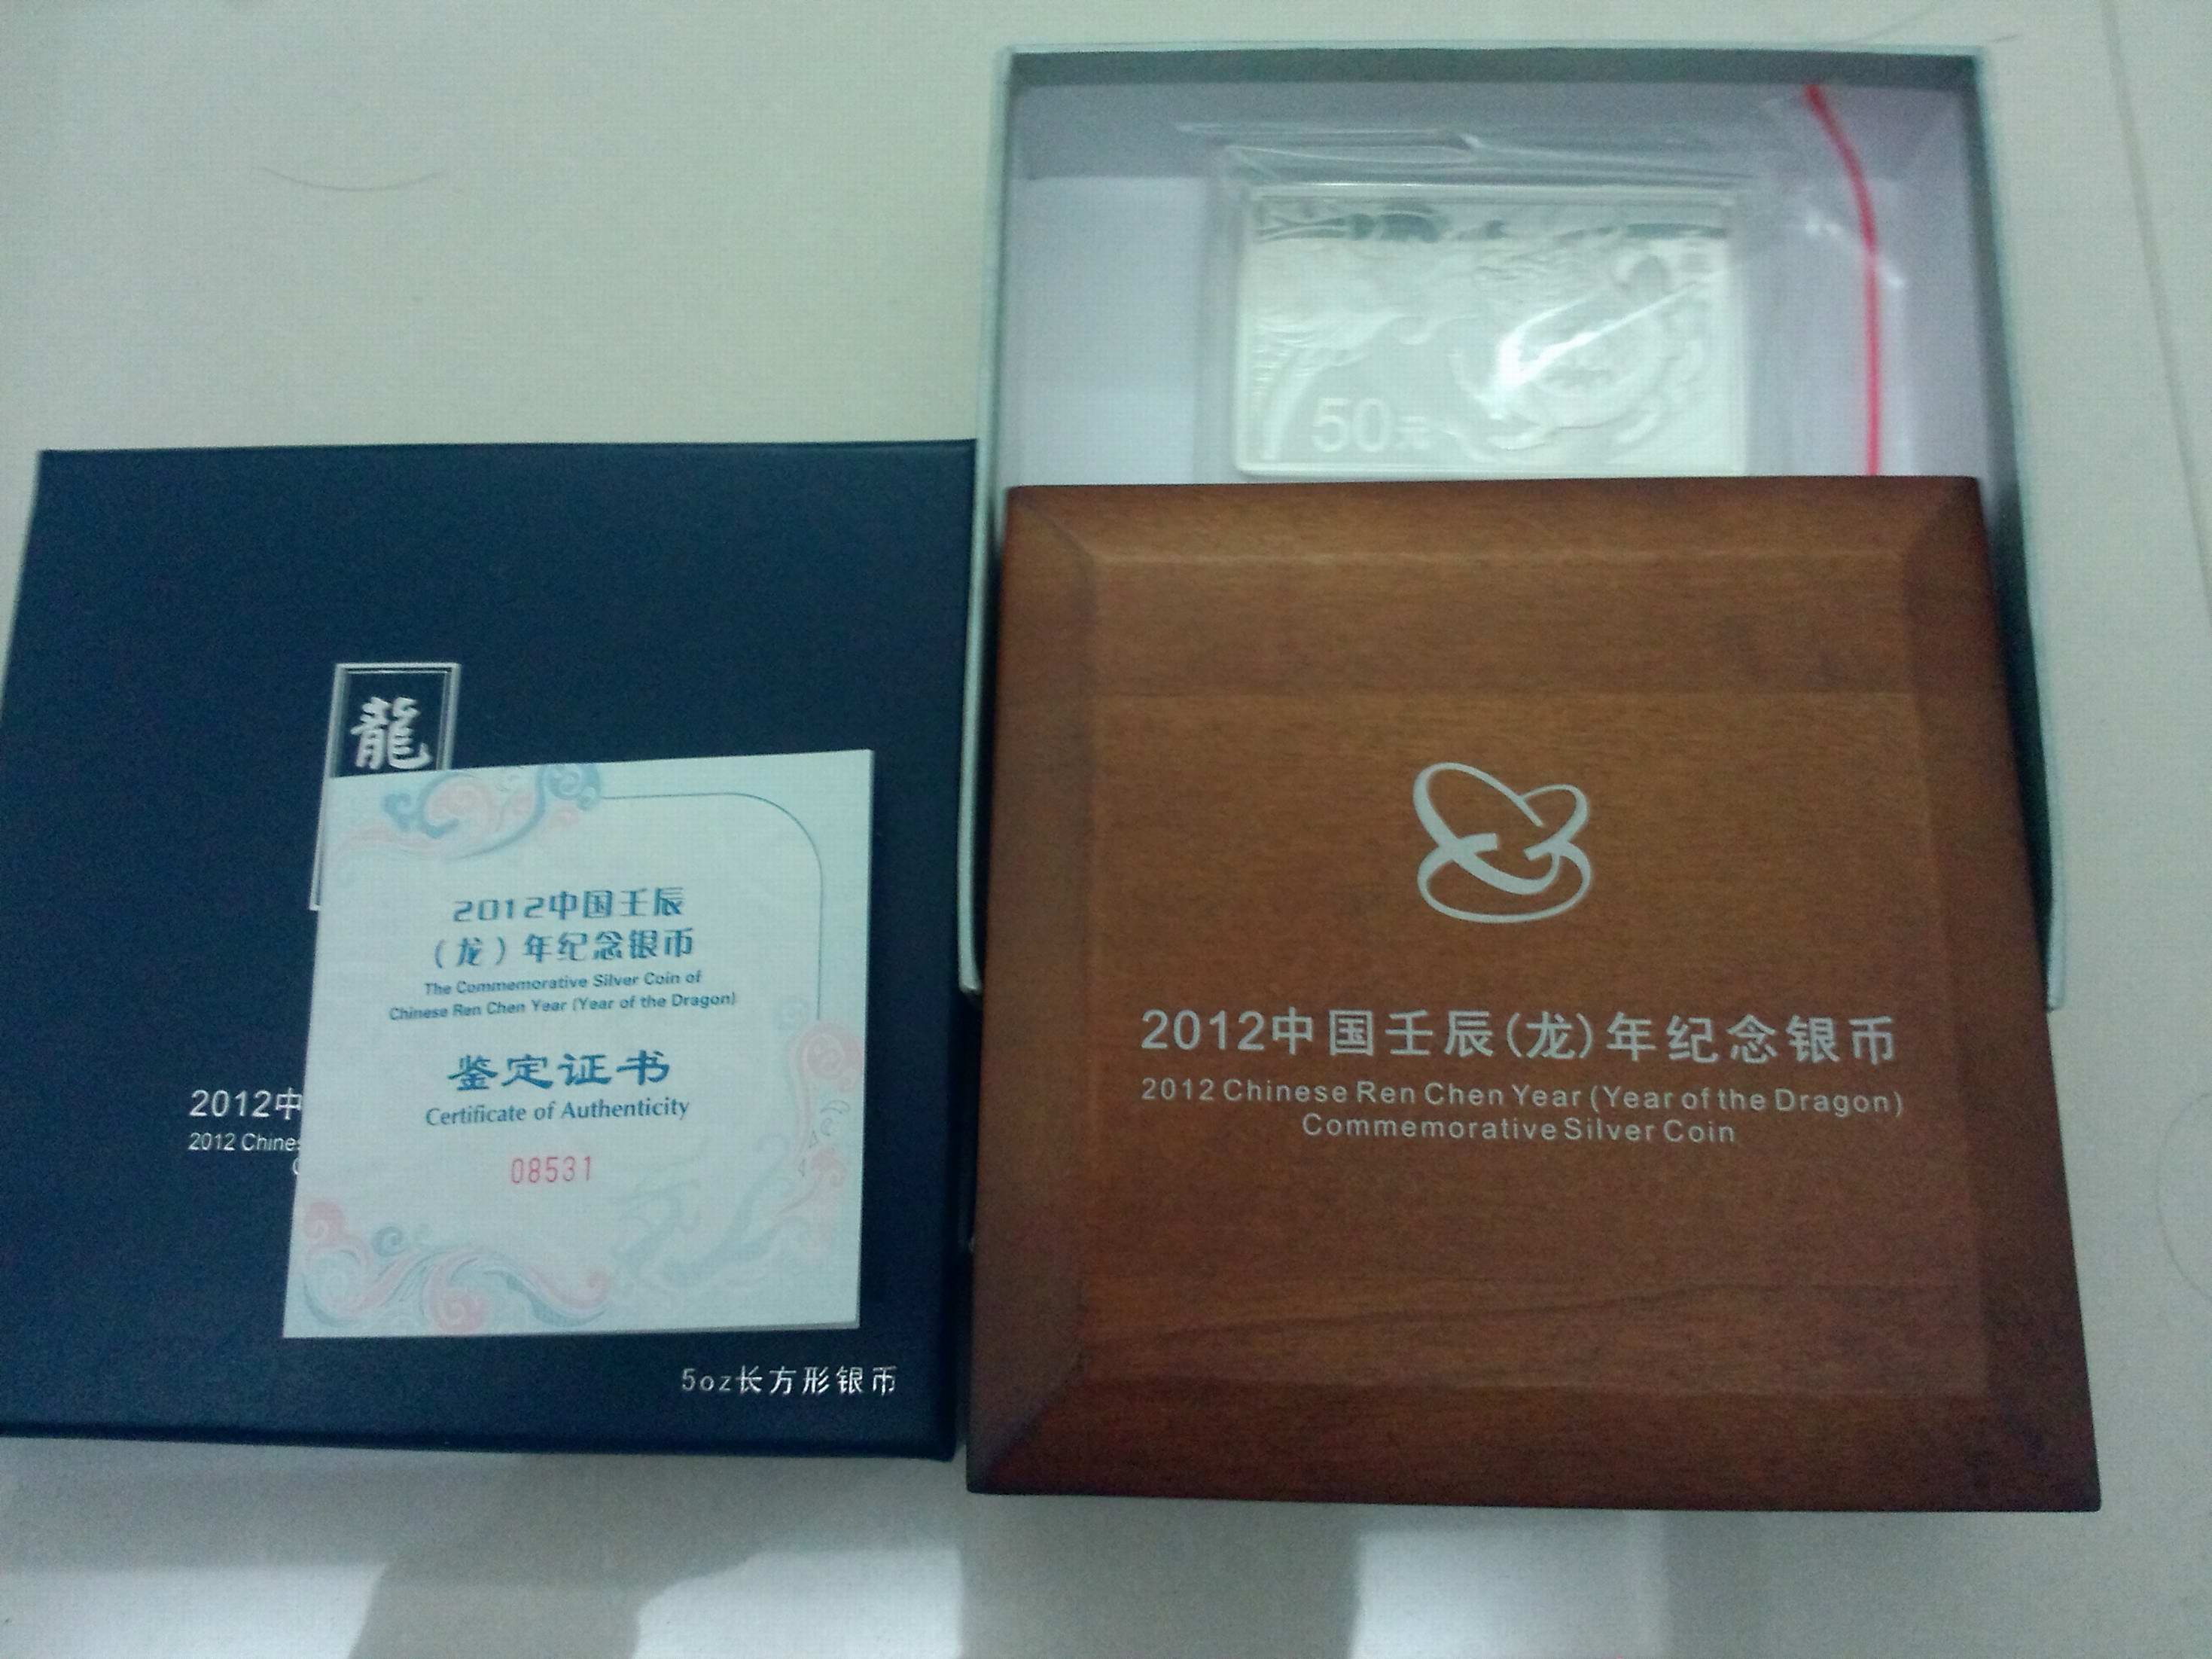 50元
龍
2012中
2012 Chines
C
5oz长方形银币
2012中国壬辰
（龙）年纪念银币
The Commemorative Silver Coin of
Chinese Ren Chen Year (Year of the Dragon)
鉴定证书
Certificate of Authenticity
08531
2012中国壬辰(龙)年纪念银币
2012 Chinese Ren Chen Year (Year of the Dragon)
Commemorative Silver Coin